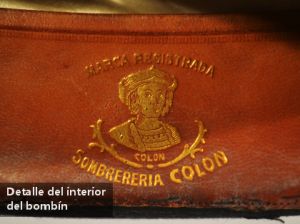 MARCA REGISTRADA
COLON
SOMBRERERIA COLON
Detalle del interior
del bombín